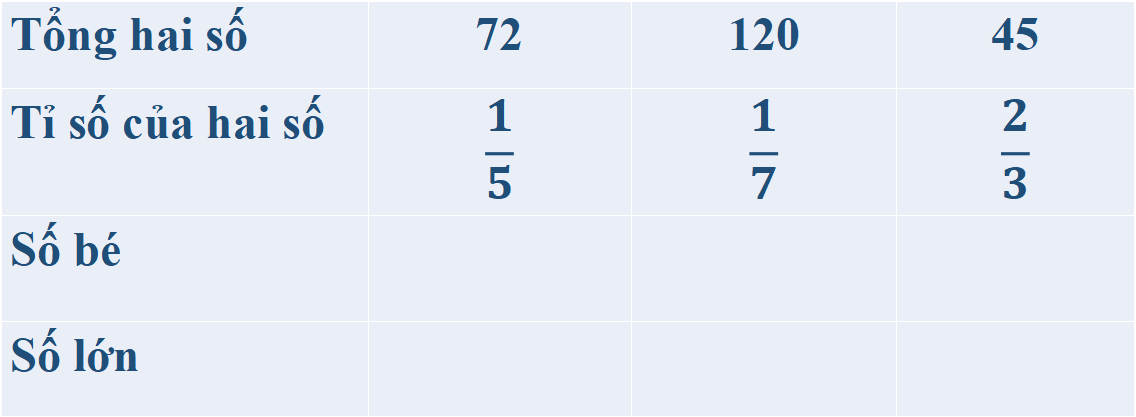 Tổng hai số 72 120 45
Tỉ số của hai số 1/5 1/7 2/3
Số bé
Số lớn